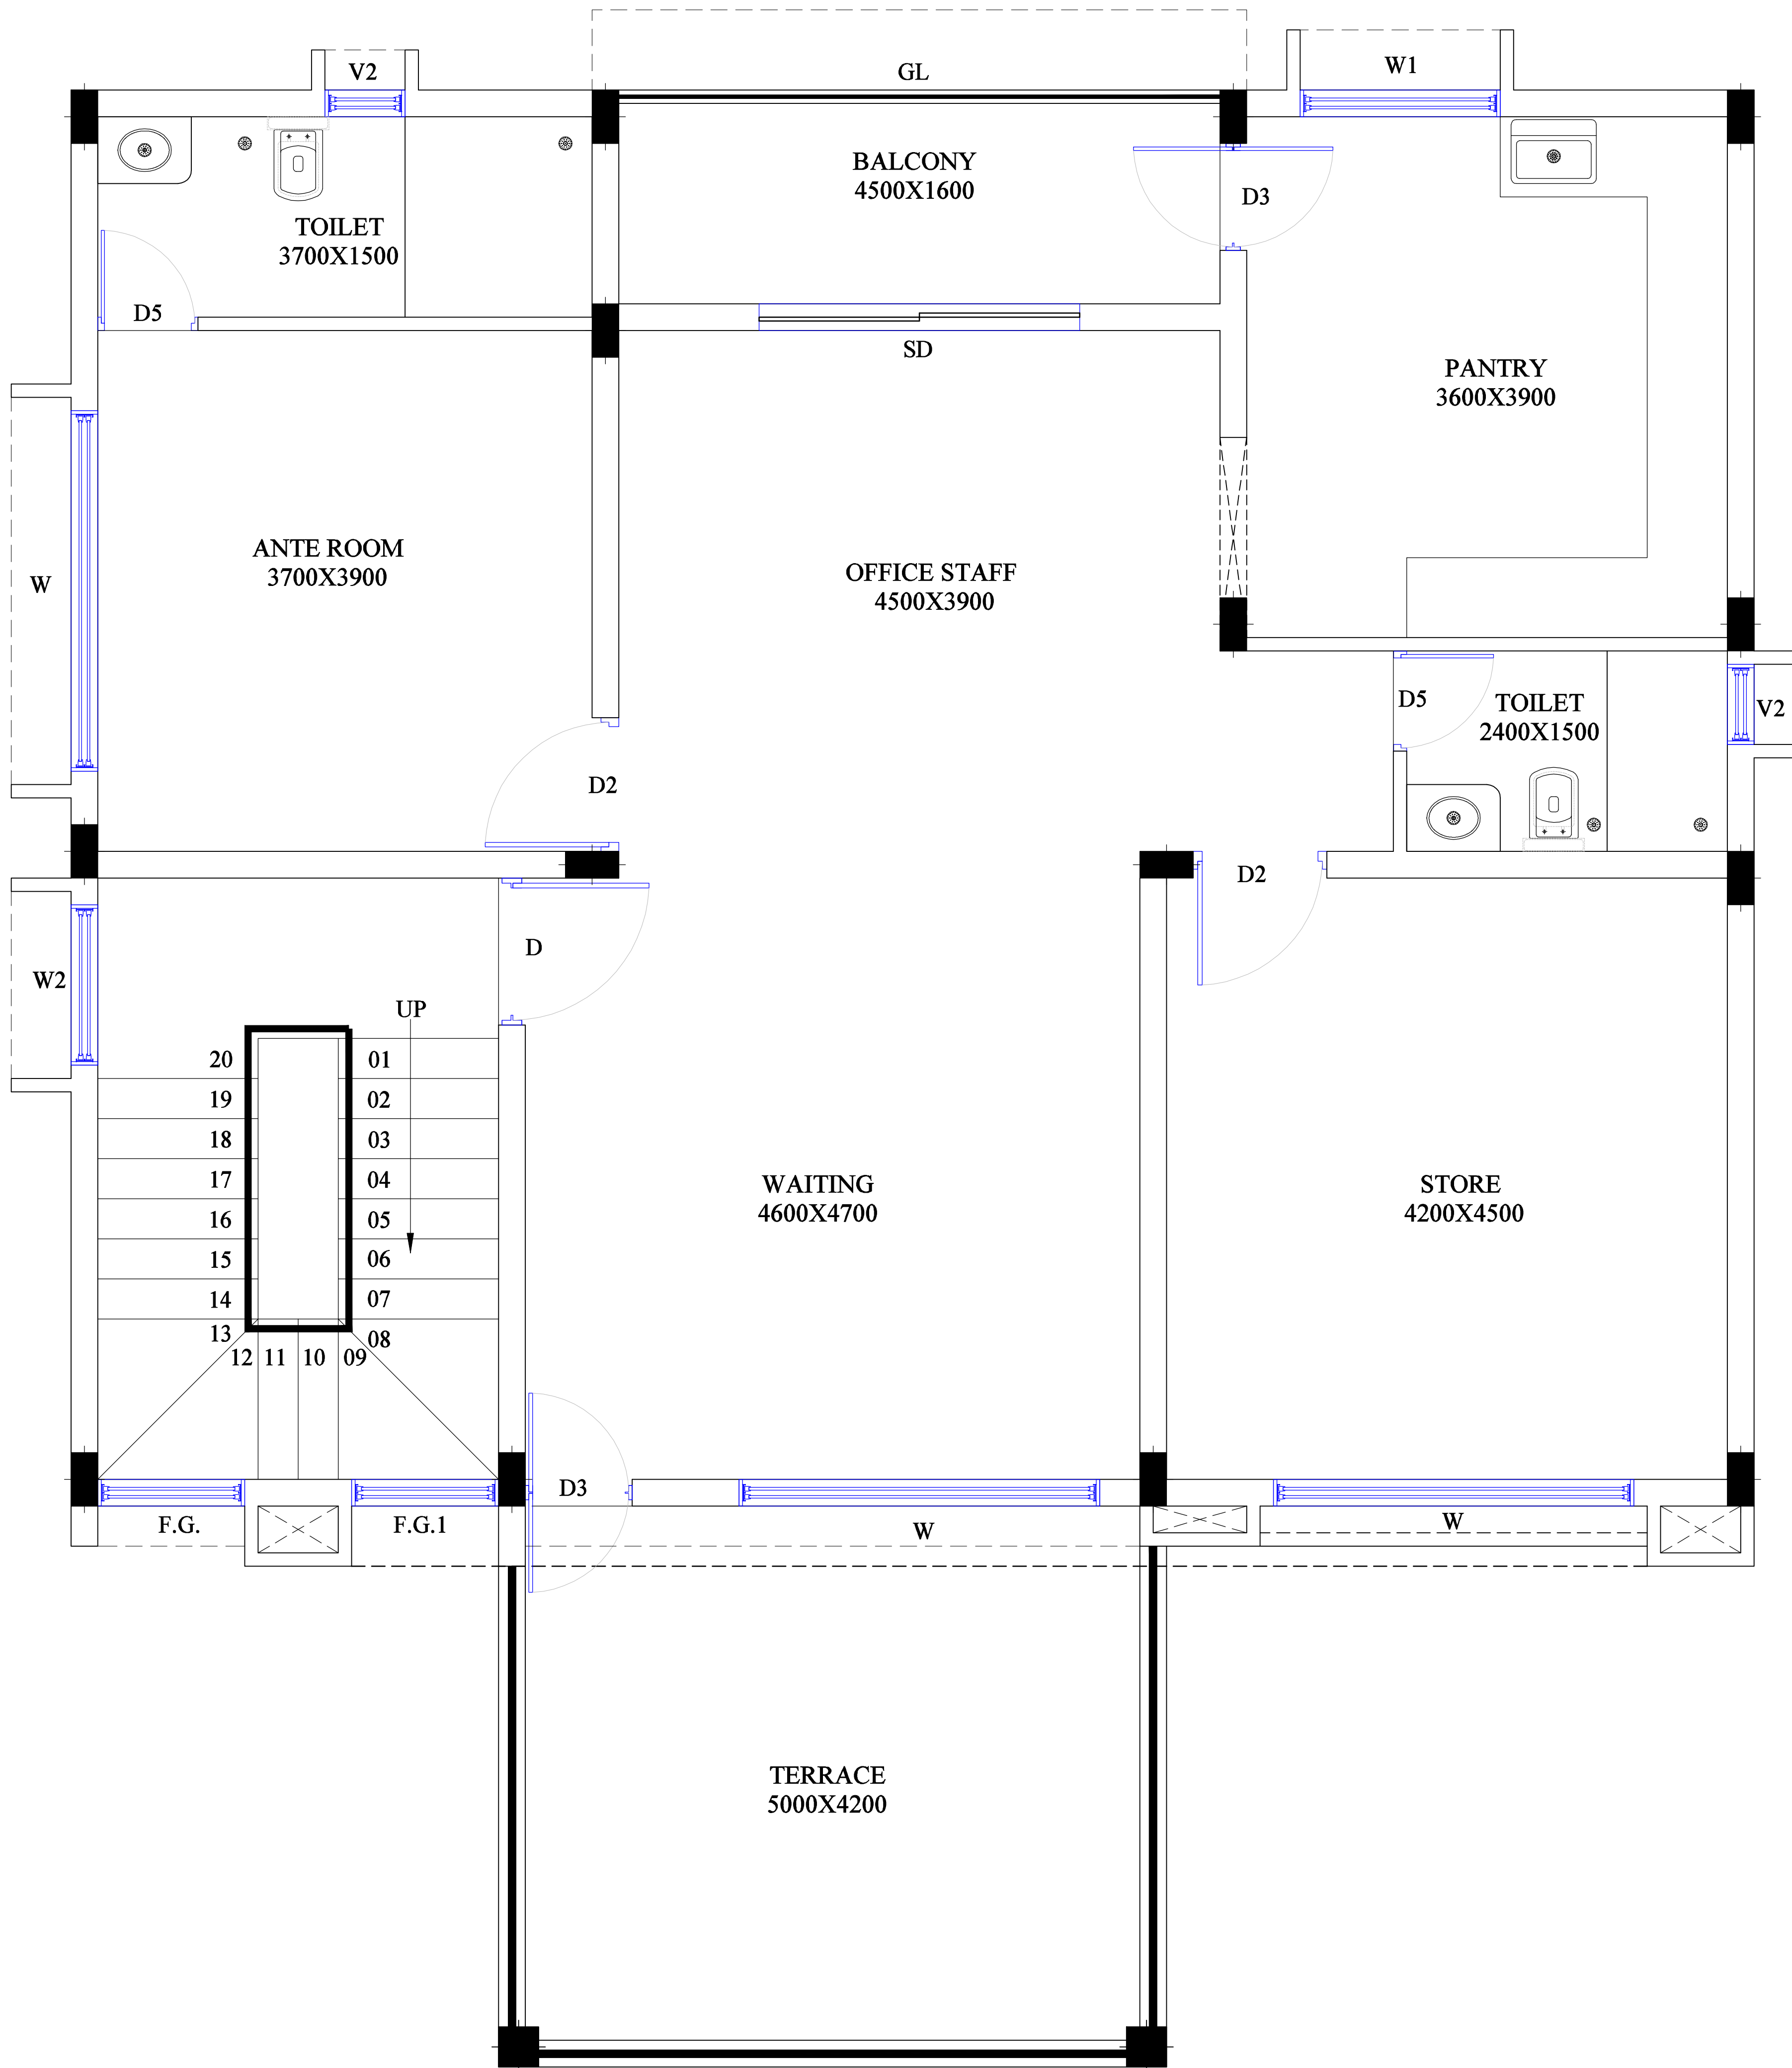 V2
GL
W1
BALCONY
4500X1600
D3
TOILET
3700X1500
D5
SD
PANTRY
3600X3900
ANTE ROOM
3700X3900
W
OFFICE STAFF
4500X3900
D5
TOILET
2400X1500
V2
D2
D2
D
W2
UP
20
01
19
02
18
03
17
04
16
05
15
06
14
07
13
08
12
11
10
09
WAITING
4600X4700
STORE
4200X4500
D3
F.G.
F.G.1
W
W
TERRACE
5000X4200